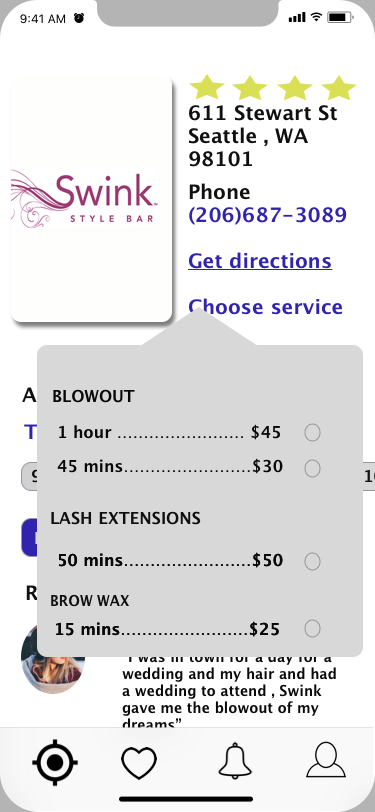 9:41 AM
Swink
STYLE BAR
611 Stewart St
Seattle , WA
98101
Phone
(206)687-3089
Get directions
Choose service
A
T
BLOWOUT
1 hour ........................ $45
45 mins........................$30
LASH EXTENSIONS
50 mins........................$50
BROW WAX
15 mins........................$25
R
"I was in town for a day for a
wedding and my hair and had
a wedding to attend , Swink
gave me the blowout of my
dreams"